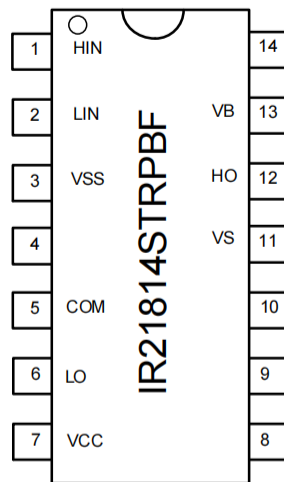 1 HIN 14
2 LIN VB 13
3 VSS HO 12
4 VS 11
5 COM 10
6 LO 9
7 VCC 8
IR21814STRPBF